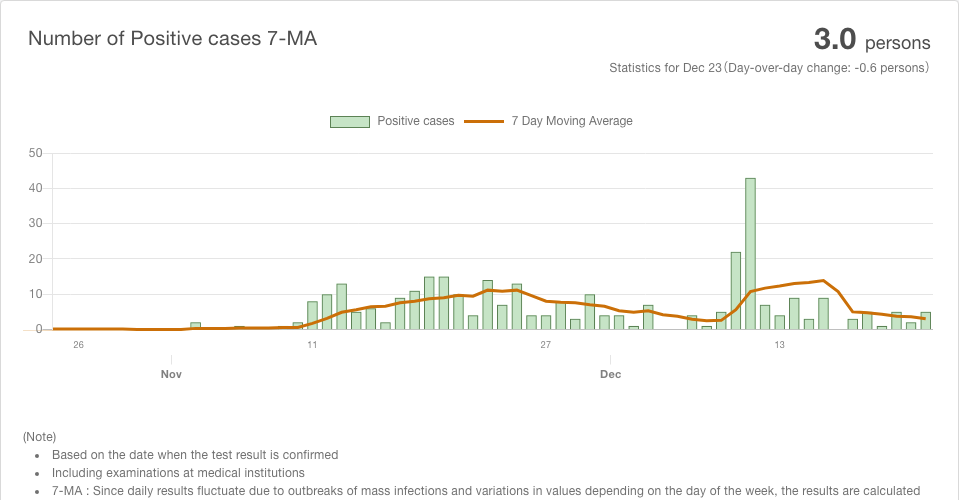 Number of Positive cases 7-MA
3.0 persons
Statistics for Dec 23(Day-over-day change: -0.6 persons)
Positive cases 7 Day Moving Average
50
40
30
20
10
0
26 11 27 13
Nov Dec
(Note)
• Based on the date when the test result is confirmed
• Including examinations at medical institutions
• 7-MA : Since daily results fluctuate due to outbreaks of mass infections and variations in values depending on the day of the week, the results are calculated